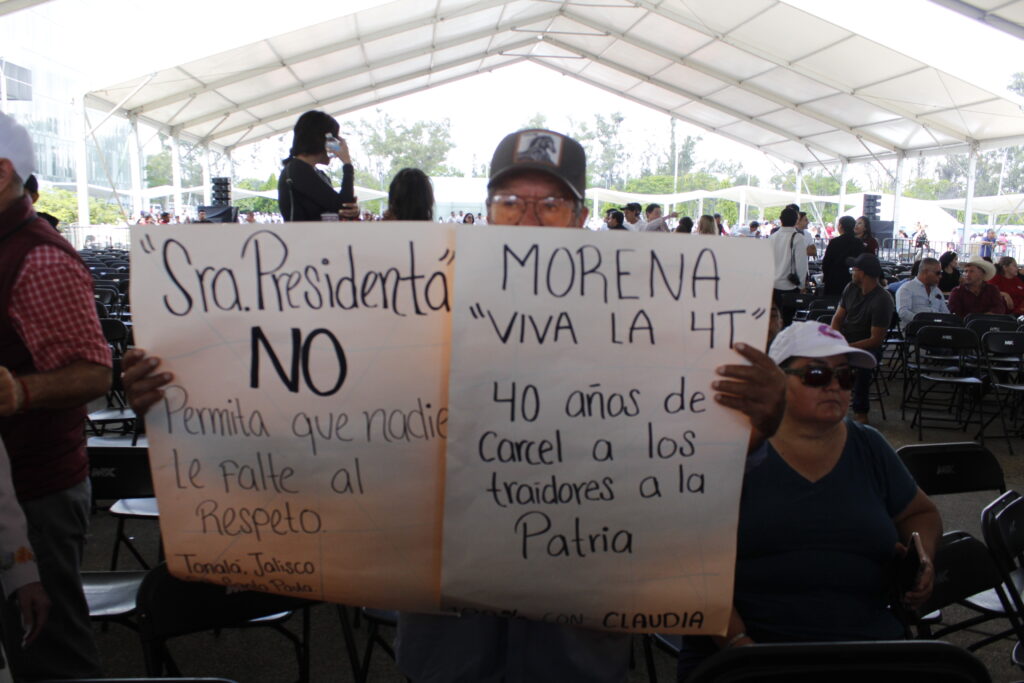 "Sra. Presidenta"
NO
Permita que nadie
le falte al
Respeto.
Tonalá, Jalisco
MORENA
"VIVA LA 4T"
40 años de
Carcel a los
traidores a la
Patria
100% CON CLAUDIA